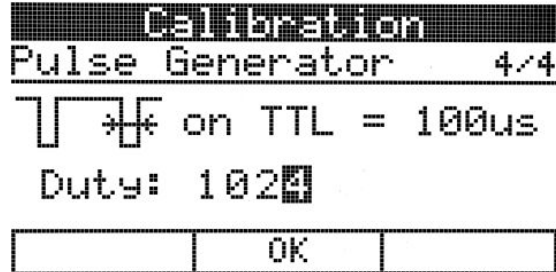 Calibration
Pulse Generator 4/4
on TTL = 100us
Duty: 1024
OK